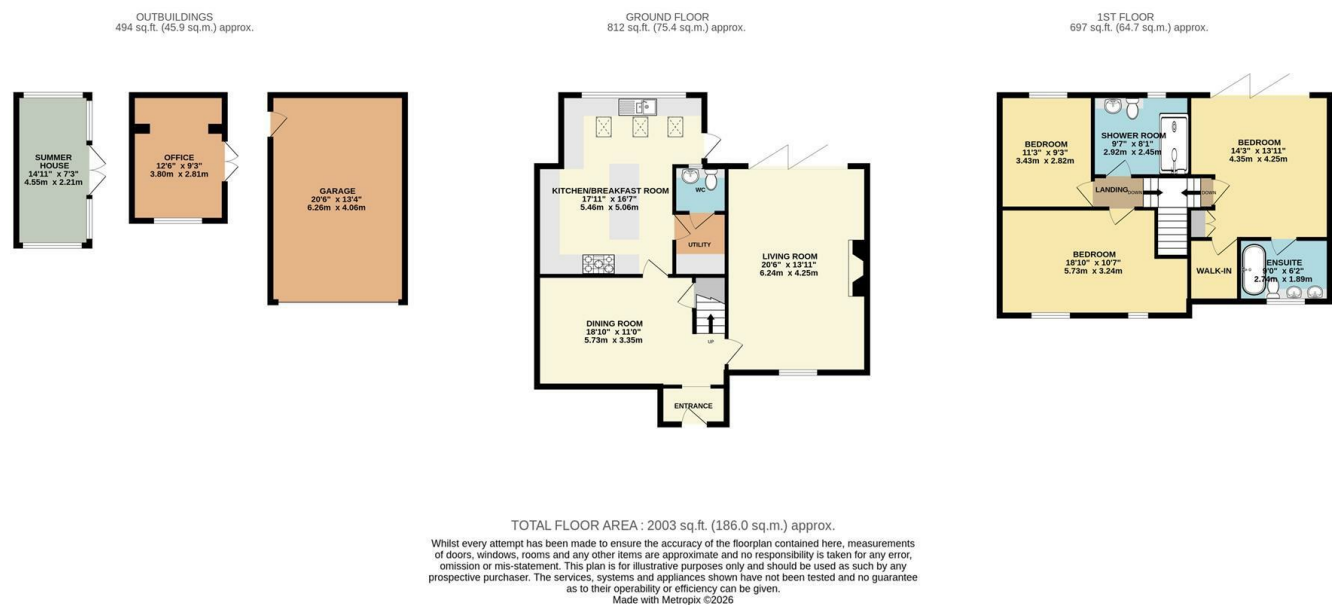 OUTBUILDINGS
494 sq.ft. (45.9 sq.m.) approx.
SUMMER
HOUSE
14'11" x 7'3"
4.55m x 2.21m
OFFICE
12'6" x 9'3"
3.80m x 2.81m
GARAGE
20'6" x 13'4"
6.26m x 4.06m
GROUND FLOOR
812 sq.ft. (75.4 sq.m.) approx.
KITCHEN/BREAKFAST ROOM
17'11" x 16'7"
5.46m x 5.06m
WC
UTILITY
LIVING ROOM
20'6" x 13'11"
6.24m x 4.25m
DINING ROOM
18'10" x 11'0"
5.73m x 3.35m
UP
ENTRANCE
1ST FLOOR
697 sq.ft. (64.7 sq.m.) approx.
BEDROOM
11'3" x 9'3"
3.43m x 2.82m
SHOWER ROOM
9'7" x 8'1"
2.92m x 2.45m
BEDROOM
14'3" x 13'11"
4.35m x 4.25m
LANDING
DOWN
DOWN
BEDROOM
18'10" x 10'7"
5.73m x 3.24m
WALK-IN
ENSUITE
9'0" x 6'2"
2.74m x 1.89m
TOTAL FLOOR AREA : 2003 sq.ft. (186.0 sq.m.) approx.
Whilst every attempt has been made to ensure the accuracy of the floorplan contained here, measurements
of doors, windows, rooms and any other items are approximate and no responsibility is taken for any error,
omission or mis-statement. This plan is for illustrative purposes only and should be used as such by any
prospective purchaser. The services, systems and appliances shown have not been tested and no guarantee
as to their operability or efficiency can be given.
Made with Metropix ©2026